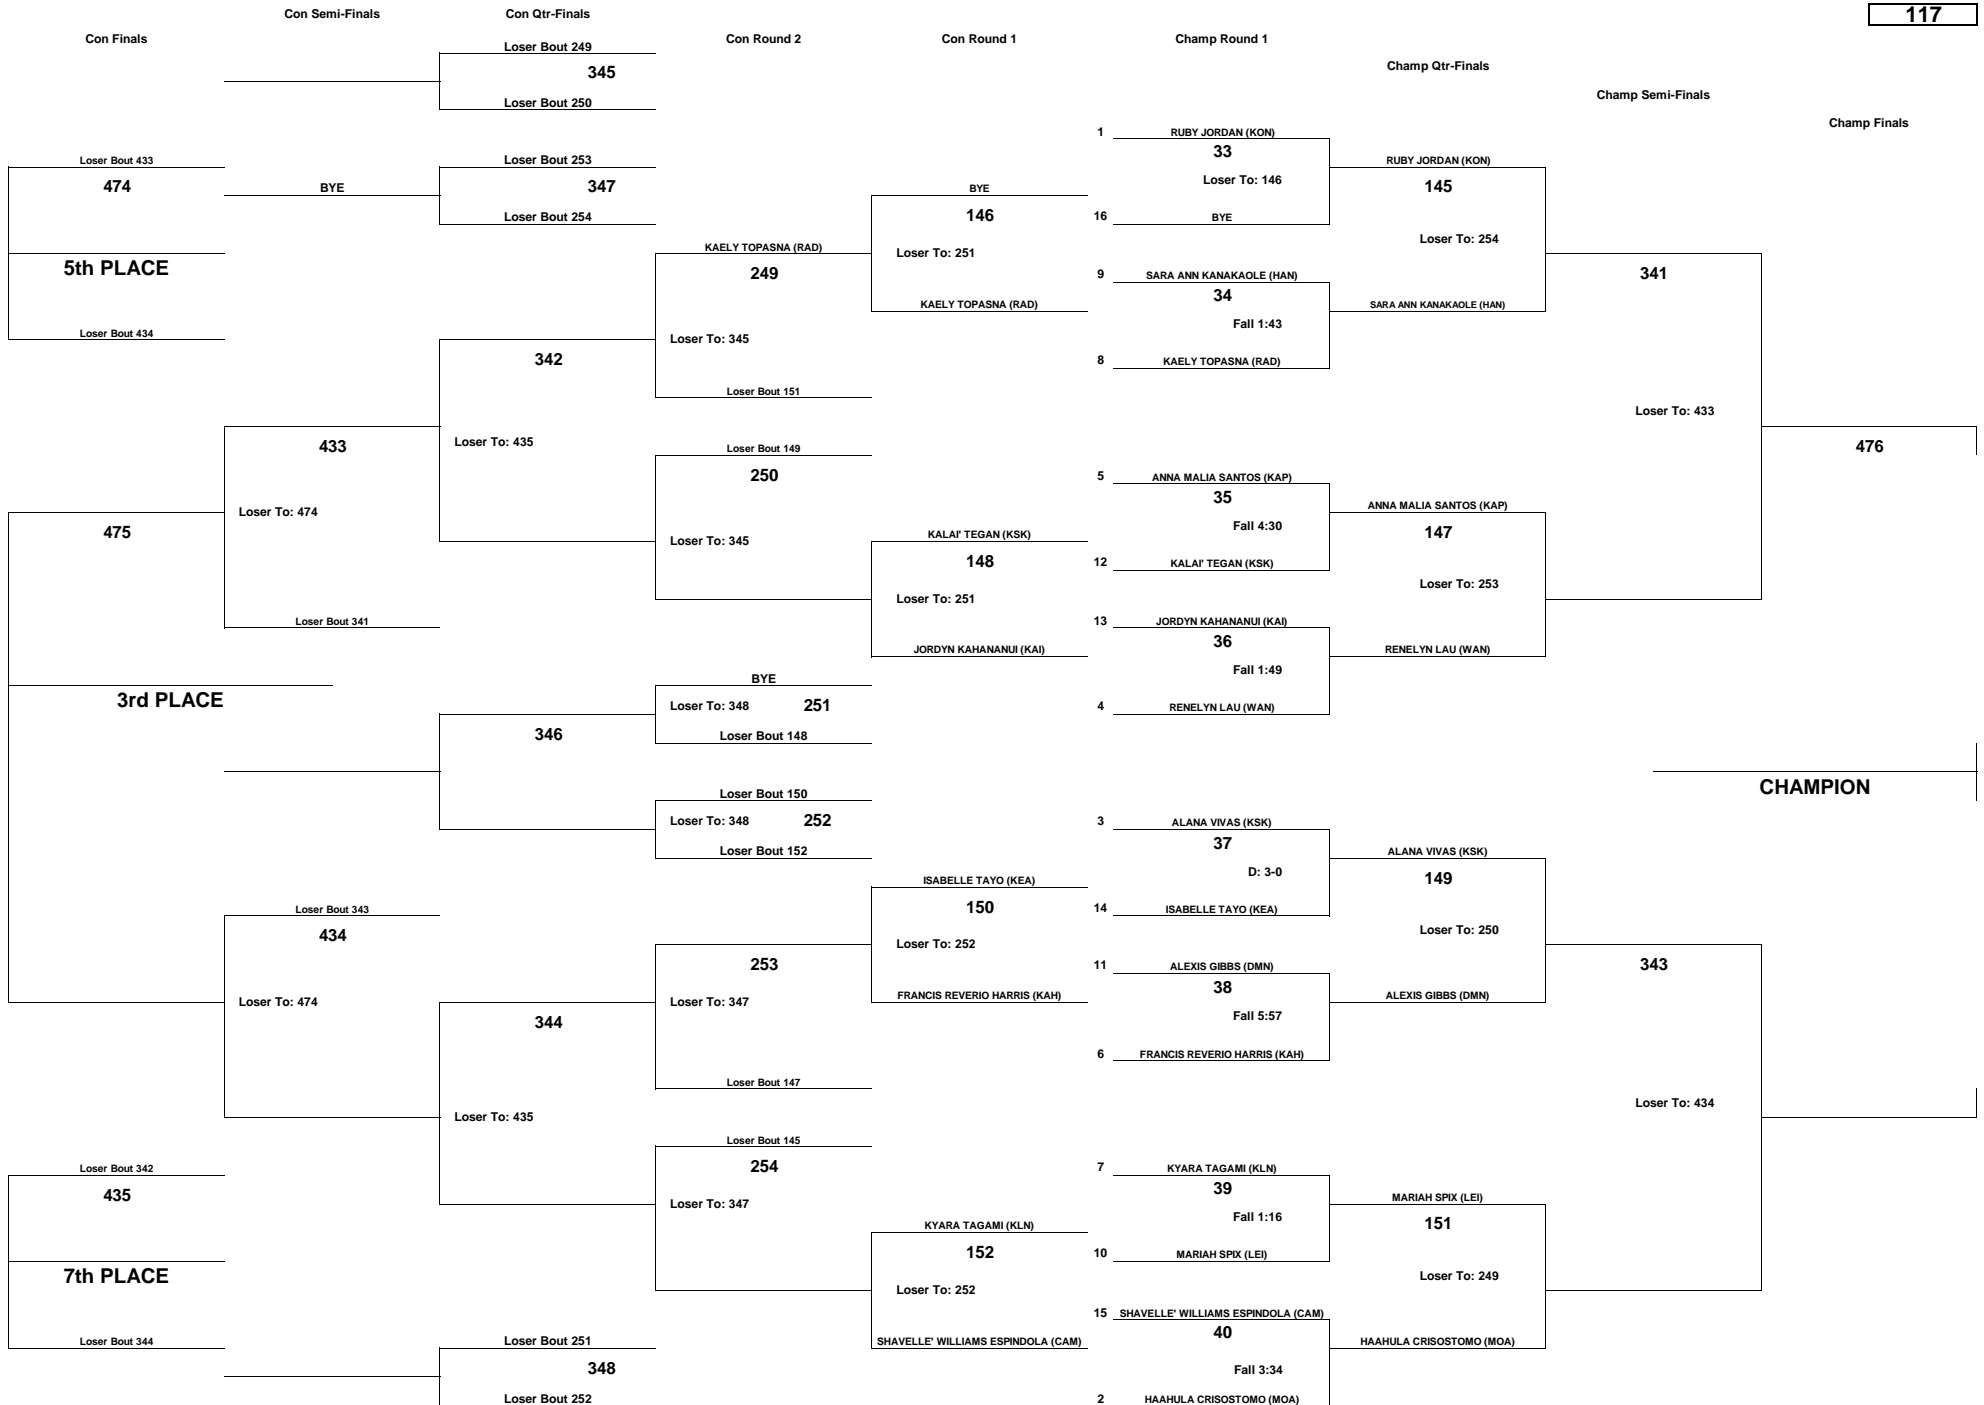 Con Semi-Finals
Con Qtr-Finals
117
Con Finals
Con Round 2
Con Round 1
Champ Round 1
Loser Bout 249
345
Loser Bout 250
Champ Qtr-Finals
Champ Semi-Finals
Champ Finals
Loser Bout 433
474
5th PLACE
Loser Bout 434
BYE
Loser Bout 253
347
Loser Bout 254
KAELY TOPASNA (RAD)
249
Loser To: 345
Loser Bout 151
BYE
146
Loser To: 251
KAELY TOPASNA (RAD)
1 RUBY JORDAN (KON)
33
Loser To: 146
16 BYE
RUBY JORDAN (KON)
145
Loser To: 254
9 SARA ANN KANAKAOLE (HAN)
34
Fall 1:43
8 KAELY TOPASNA (RAD)
SARA ANN KANAKAOLE (HAN)
341
Loser To: 433
342
Loser To: 435
433
Loser To: 474
Loser Bout 341
475
3rd PLACE
Loser Bout 149
250
Loser To: 345
KALAI' TEGAN (KSK)
148
Loser To: 251
JORDYN KAHANANUI (KAI)
5 ANNA MALIA SANTOS (KAP)
35
Fall 4:30
12 KALAI' TEGAN (KSK)
ANNA MALIA SANTOS (KAP)
147
Loser To: 253
13 JORDYN KAHANANUI (KAI)
36
Fall 1:49
4 RENELYN LAU (WAN)
RENELYN LAU (WAN)
476
BYE
Loser To: 348 251
Loser Bout 148
346
Loser Bout 150
Loser To: 348 252
Loser Bout 152
CHAMPION
3 ALANA VIVAS (KSK)
37
D: 3-0
14 ISABELLE TAYO (KEA)
ALANA VIVAS (KSK)
149
Loser To: 250
ISABELLE TAYO (KEA)
150
Loser To: 252
FRANCIS REVERIO HARRIS (KAH)
11 ALEXIS GIBBS (DMN)
38
Fall 5:57
6 FRANCIS REVERIO HARRIS (KAH)
ALEXIS GIBBS (DMN)
343
Loser To: 434
Loser Bout 343
434
Loser To: 474
253
Loser To: 347
Loser Bout 147
344
Loser To: 435
Loser Bout 145
254
Loser To: 347
Loser Bout 342
435
7th PLACE
Loser Bout 344
KYARA TAGAMI (KLN)
152
Loser To: 252
SHAVELLE' WILLIAMS ESPINDOLA (CAM)
7 KYARA TAGAMI (KLN)
39
Fall 1:16
10 MARIAH SPIX (LEI)
MARIAH SPIX (LEI)
151
Loser To: 249
15 SHAVELLE' WILLIAMS ESPINDOLA (CAM)
40
Fall 3:34
2 HAAHULA CRISOSTOMO (MOA)
HAAHULA CRISOSTOMO (MOA)
Loser Bout 251
348
Loser Bout 252